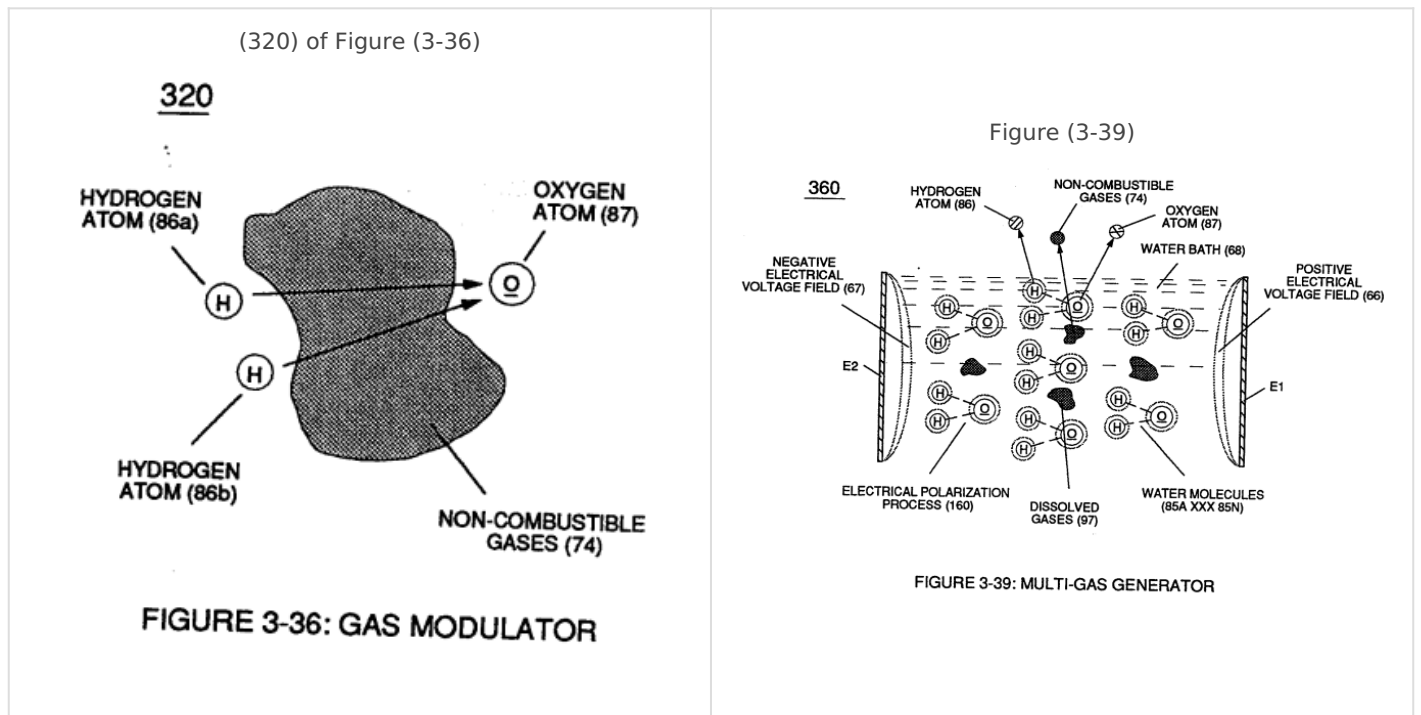 (320) of Figure (3-36)
320
HYDROGEN
ATOM (86a)
OXYGEN
ATOM (87)
H
O
H
HYDROGEN
ATOM (86b)
NON-COMBUSTIBLE
GASES (74)
FIGURE 3-36: GAS MODULATOR
Figure (3-39)
360
HYDROGEN
ATOM (86)
NON-COMBUSTIBLE
GASES (74)
OXYGEN
ATOM (87)
WATER BATH (68)
NEGATIVE
ELECTRICAL
VOLTAGE FIELD (67)
POSITIVE
ELECTRICAL
VOLTAGE FIELD (66)
H
H
O
H
H
O
H
H
O
E2
H
H
O
E1
H
H
O
H
H
O
H
H
O
ELECTRICAL POLARIZATION
PROCESS (160)
DISSOLVED
GASES (97)
WATER MOLECULES
(85A XXX 85N)
FIGURE 3-39: MULTI-GAS GENERATOR